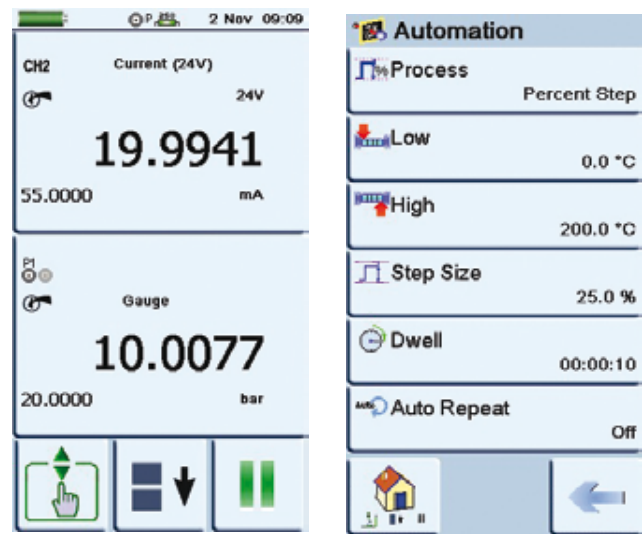 P 2 Nov 09:09
CH2 Current (24V)
24V
19.9941
55.0000 mA
P1
Gauge
10.0077
20.0000 bar
Automation
Process
Percent Step
Low
0.0 °C
High
200.0 °C
Step Size
25.0 %
Dwell
00:00:10
Auto Repeat
Off